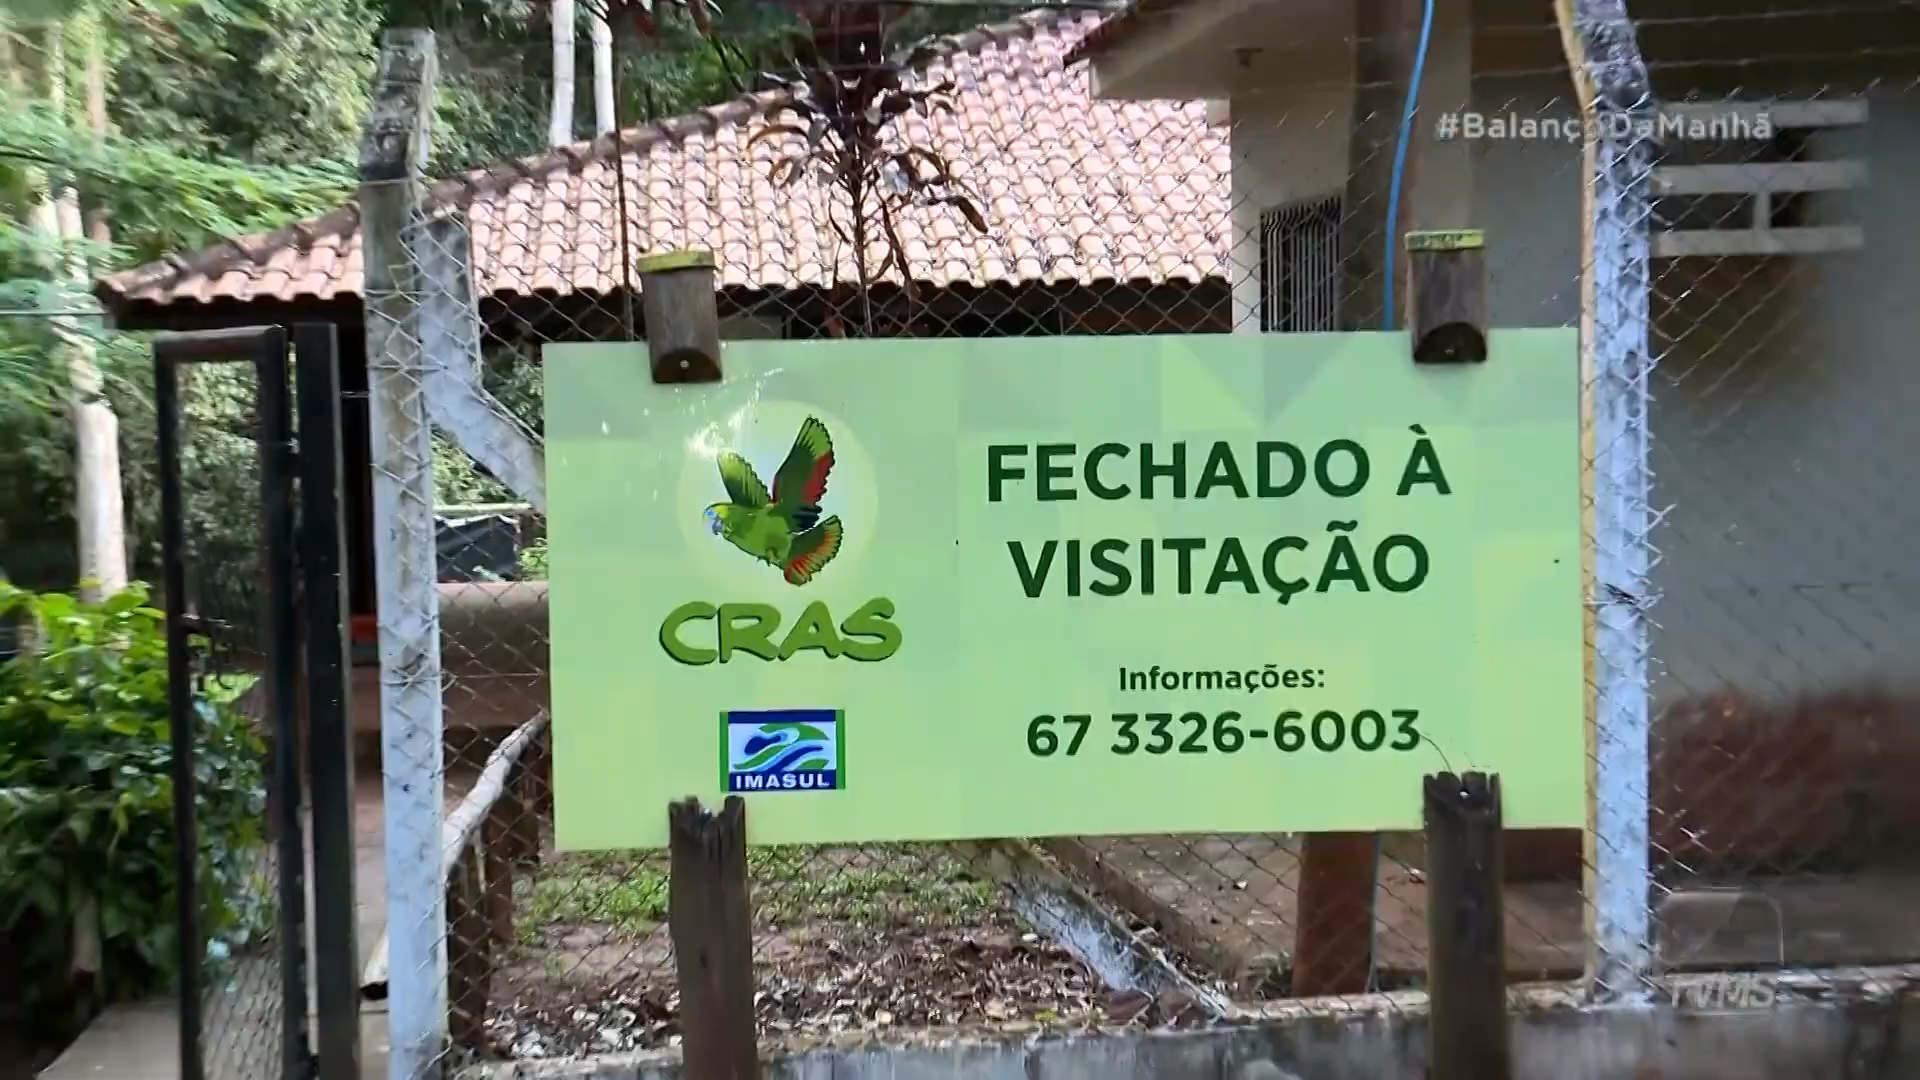 #BalançoDaManhã
FECHADO À
VISITAÇÃO
CRAS
Informações:
67 3326-6003
IMASUL
TVMS